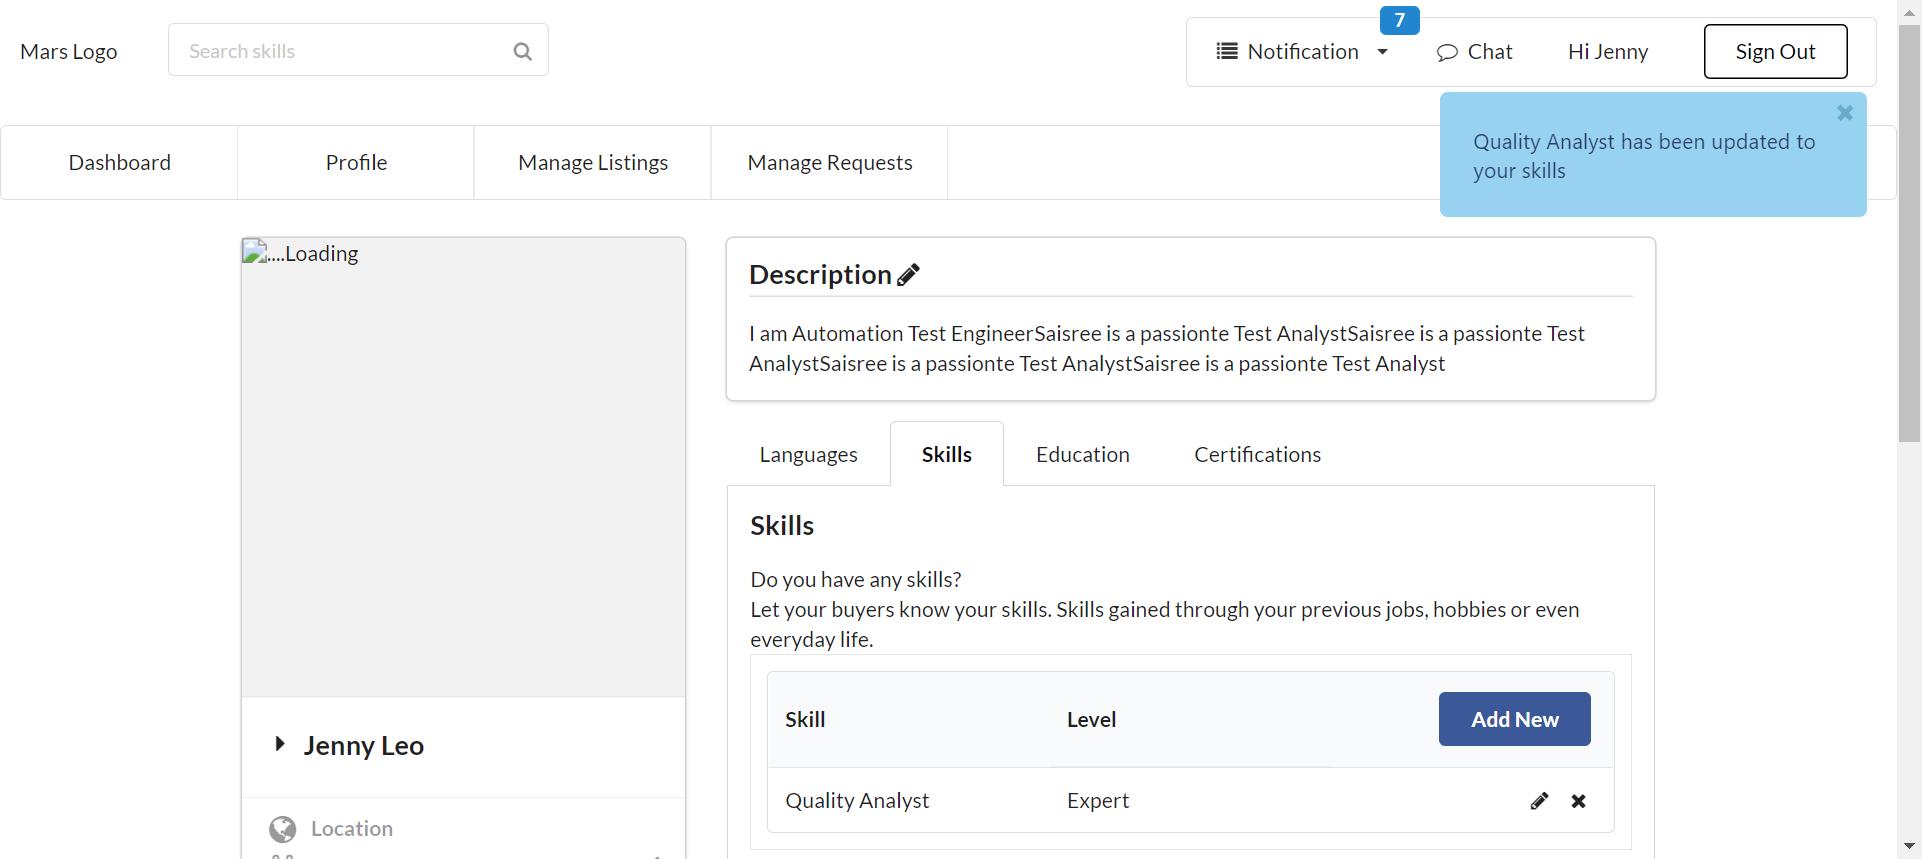 Mars Logo
Search skills
Notification
7
Chat
Hi Jenny
Sign Out
Dashboard
Profile
Manage Listings
Manage Requests
Quality Analyst has been updated to
your skills
....Loading
Description
I am Automation Test EngineerSaisree is a passionte Test AnalystSaisree is a passionte Test
AnalystSaisree is a passionte Test AnalystSaisree is a passionte Test Analyst
Languages
Skills
Education
Certifications
Skills
Do you have any skills?
Let your buyers know your skills. Skills gained through your previous jobs, hobbies or even
everyday life.
Skill
Level
Add New
Quality Analyst
Expert
Jenny Leo
Location